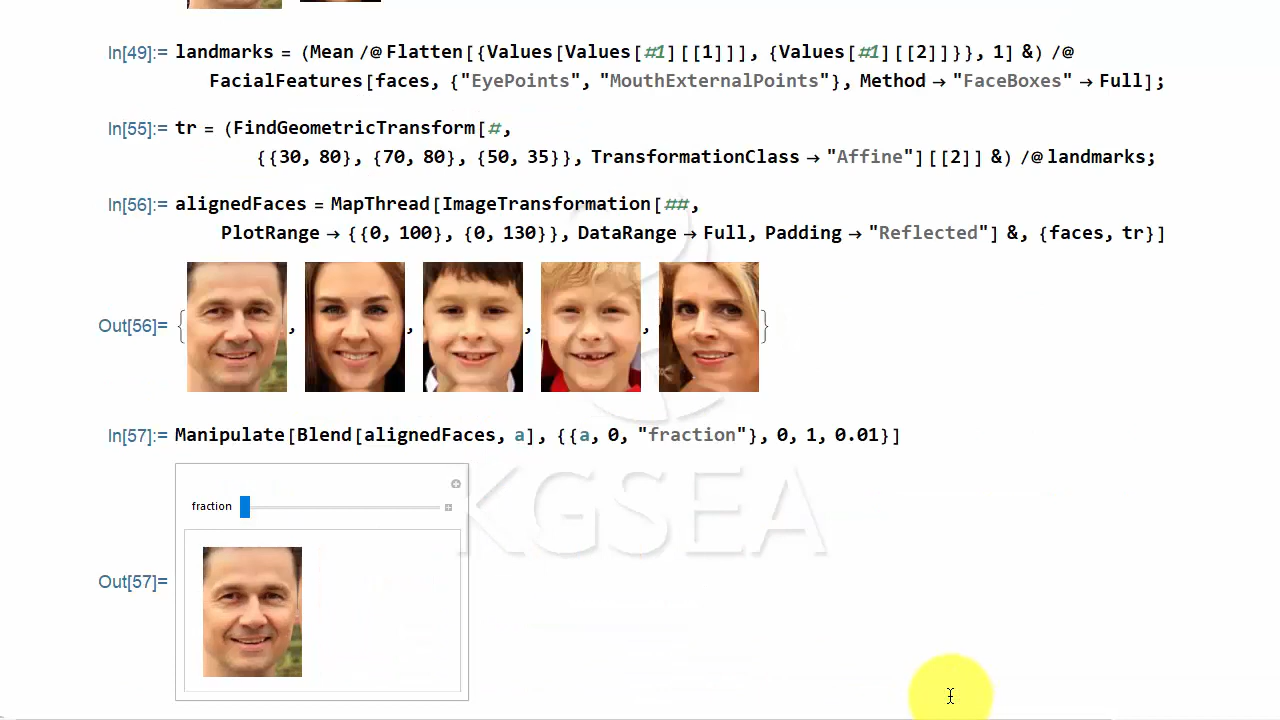 In[49]:= landmarks = (Mean /@ Flatten[{Values[Values[#1][[1]]], {Values[#1][[2]]}}, 1] &) /@
FacialFeatures[faces, {"EyePoints", "MouthExternalPoints"}, Method → "FaceBoxes" → Full];
In[55]:= tr = (FindGeometricTransform[#,
{{30, 80}, {70, 80}, {50, 35}}, TransformationClass → "Affine"][[2]] &) /@ landmarks;
In[56]:= alignedFaces = MapThread[ImageTransformation[##,
PlotRange → {{0, 100}, {0, 130}}, DataRange → Full, Padding → "Reflected"] &, {faces, tr}]
Out[56]= { , , , , }
In[57]:= Manipulate[Blend[alignedFaces, a], {{a, 0, "fraction"}, 0, 1, 0.01}]
fraction
Out[57]=
KGSEA